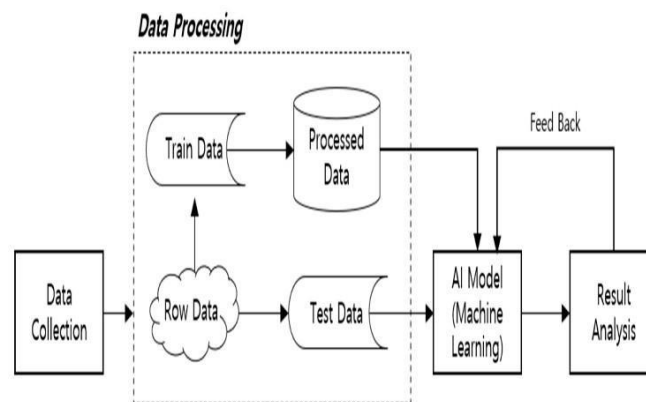 Data Processing
Train Data
Processed
Data
Feed Back
Data
Collection
Row Data
Test Data
AI Model
(Machine
Learning)
Result
Analysis